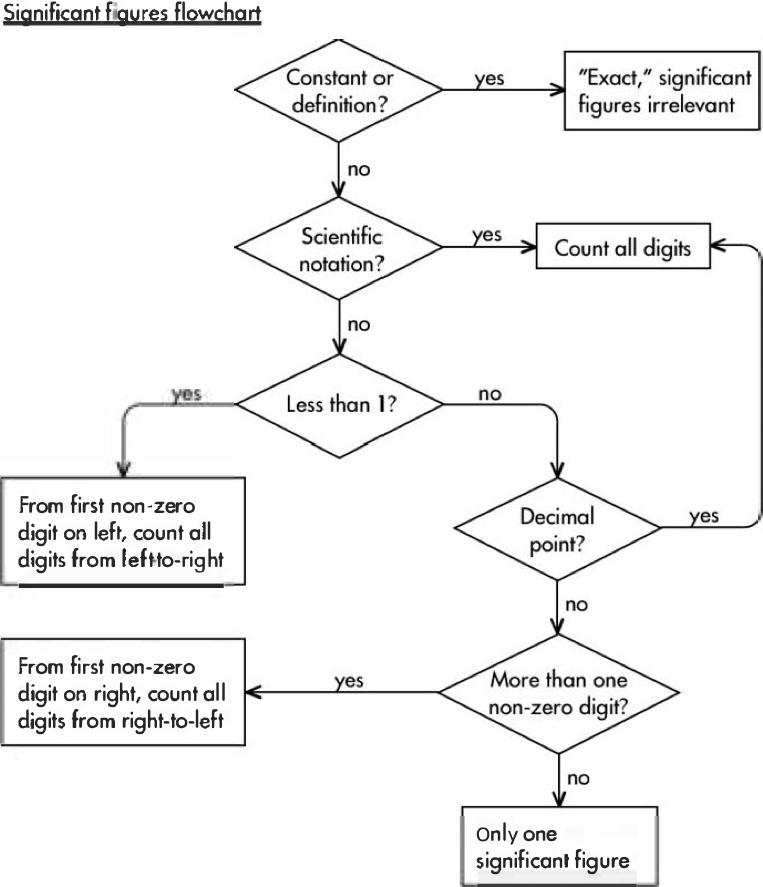 Significant figures flowchart
Constant or
definition?
yes
"Exact," significant
figures irrelevant
no
Scientific
notation?
yes
Count all digits
no
Less than 1?
yes
no
From first non-zero
digit on left, count all
digits from left-to-right
Decimal
point?
yes
no
More than one
non-zero digit?
yes
From first non-zero
digit on right, count all
digits from right-to-left
no
Only one
significant figure